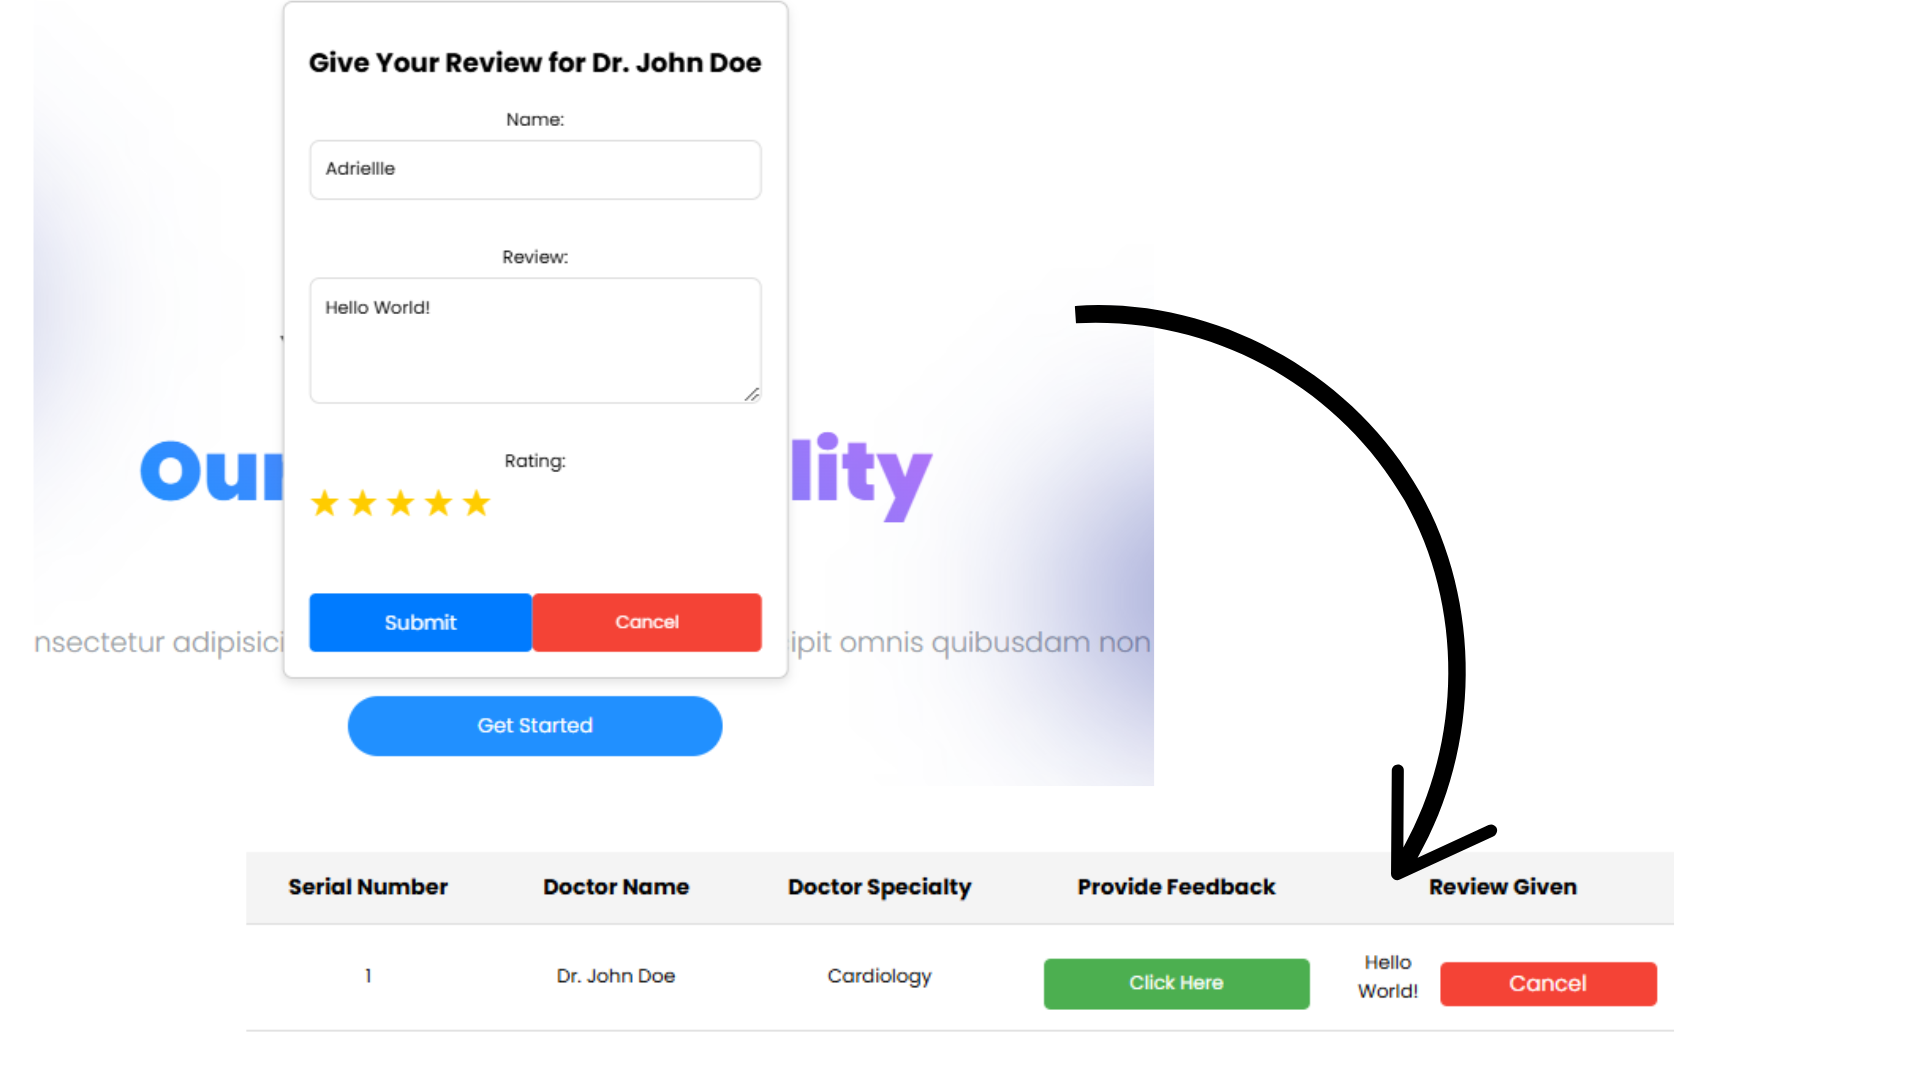 Give Your Review for Dr. John Doe
Name:
Adriellle
Review:
Hello World!
Our
lity
Rating:
Submit
Cancel
nsectetur adipisici
ipit omnis quibusdam non
Get Started
Serial Number Doctor Name Doctor Specialty Provide Feedback Review Given
1 Dr. John Doe Cardiology Click Here Hello World! Cancel